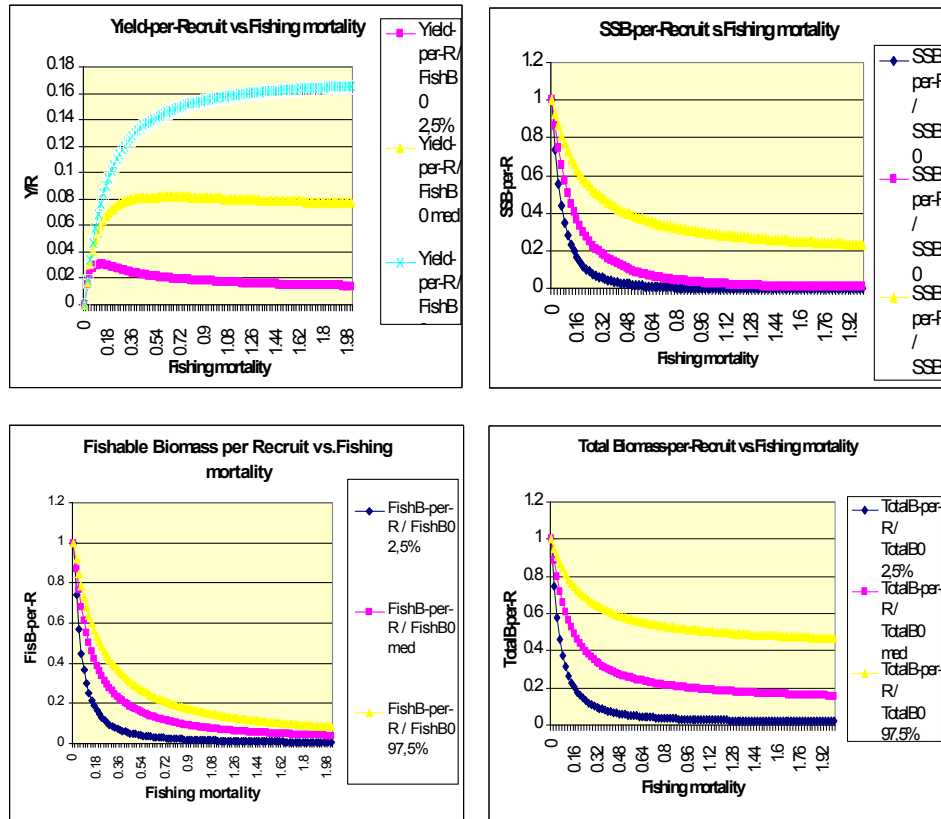 Yield-per-Recruit vs.Fishing mortality
Y/R
0.18
0.16
0.14
0.12
0.1
0.08
0.06
0.04
0.02
0
0
0.18
0.36
0.54
0.72
0.9
1.08
1.26
1.44
1.62
1.8
1.98
Fishing mortality
Yield-
per-R/
FishB
0
2,5%
Yield-
per-R/
FishB
0 med
Yield-
per-R/
FishB
SSB-per-Recruit s.Fishing mortality
SSB-per-R
1.2
1
0.8
0.6
0.4
0.2
0
0
0.16
0.32
0.48
0.64
0.8
0.96
1.12
1.28
1.44
1.6
1.76
1.92
Fishing mortality
SSB
per-R
/
SSB
0
SSB
per-R
/
SSB
0
SSB
per-R
/
SSB
Fishable Biomass per Recruit vs.Fishing
mortality
FisB-per-R
1.2
1
0.8
0.6
0.4
0.2
0
0
0.18
0.36
0.54
0.72
0.9
1.08
1.26
1.44
1.62
1.8
1.98
Fishing mortality
FishB-per-
R / FishB0
2,5%
FishB-per-
R / FishB0
med
FishB-per-
R / FishB0
97,5%
Total Biomass-per-Recruit vs.Fishing mortality
TotalB-per-R
1.2
1
0.8
0.6
0.4
0.2
0
0
0.16
0.32
0.48
0.64
0.8
0.96
1.12
1.28
1.44
1.6
1.76
1.92
Fishing mortality
TotalB-per-
R/
TotalB0
2,5%
TotalB-per-
R/
TotalB0
med
TotalB-per-
R/
TotalB0
97,5%